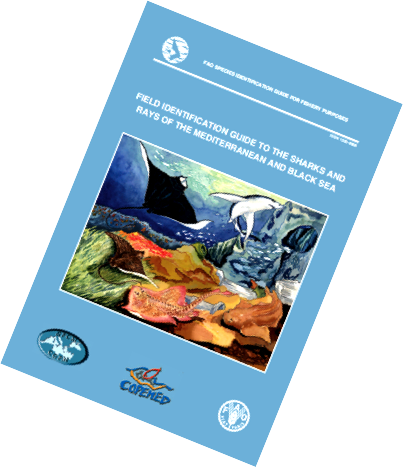 FAO SPECIES IDENTIFICATION GUIDE FOR FISHERY PURPOSES
FIELD IDENTIFICATION GUIDE TO THE SHARKS AND
RAYS OF THE MEDITERRANEAN AND BLACK SEA
COPEMED